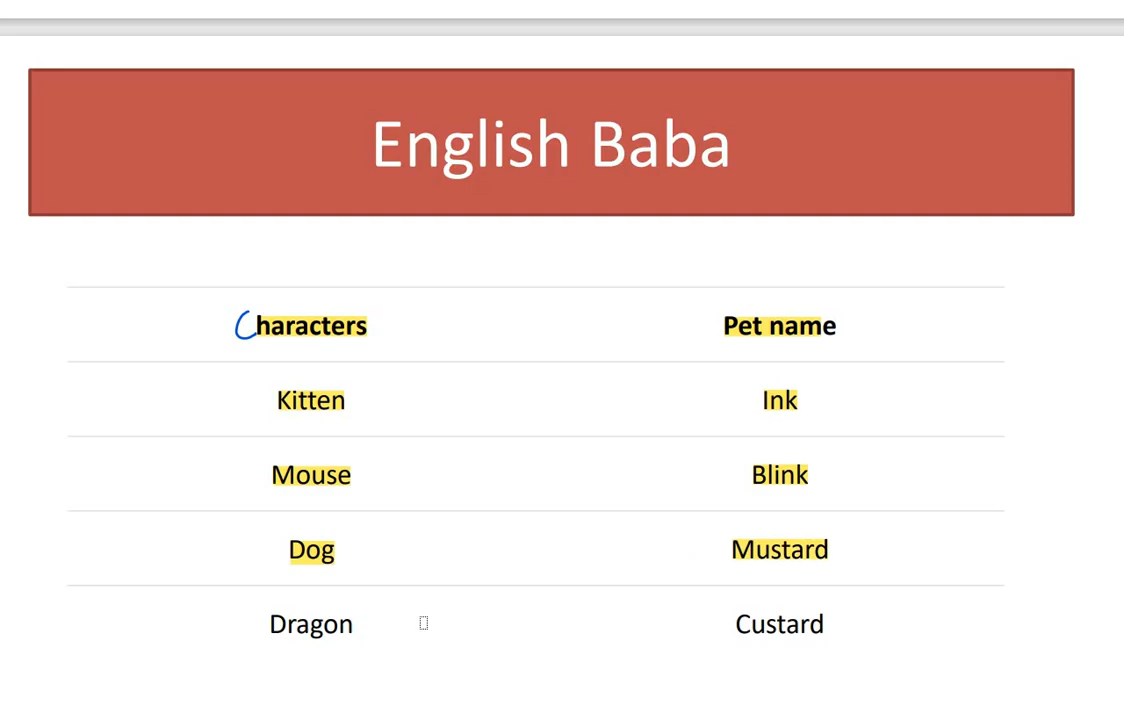 English Baba
Characters Pet name
Kitten Ink
Mouse Blink
Dog Mustard
Dragon Custard